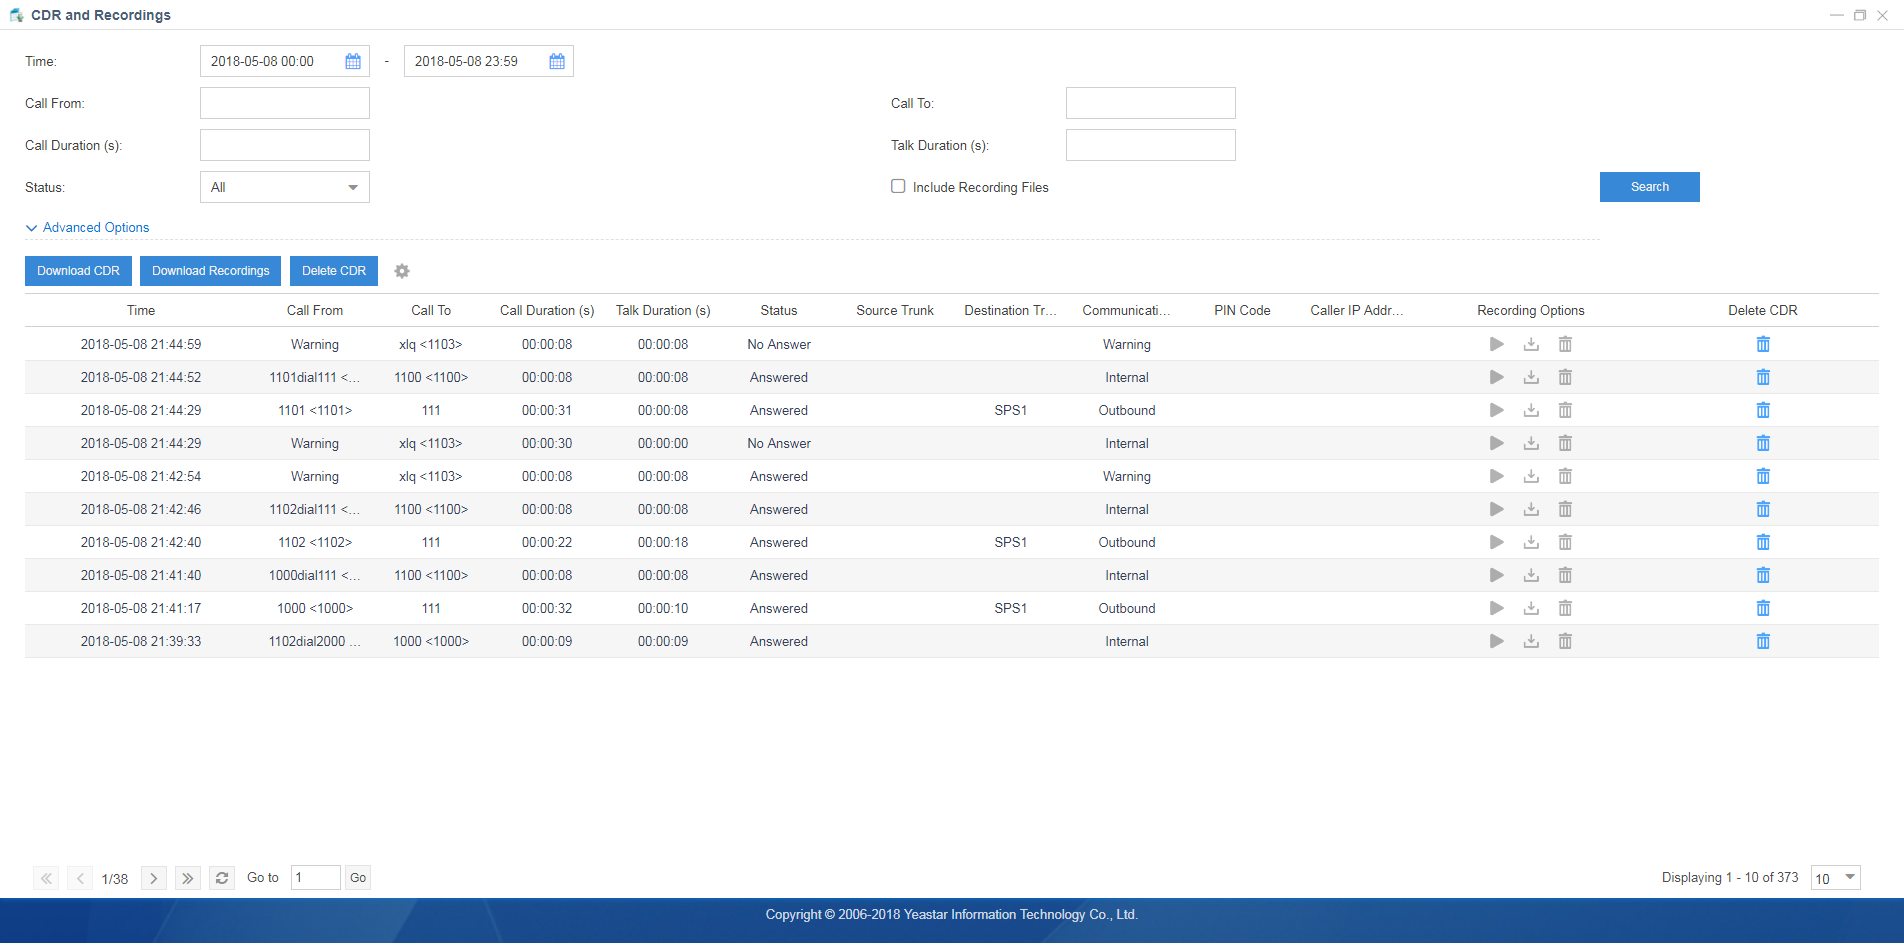 CDR and Recordings
Time: 2018-05-08 00:00 - 2018-05-08 23:59
Call From: Call To:
Call Duration (s): Talk Duration (s):
Status: All Include Recording Files Search
Advanced Options
Download CDR Download Recordings Delete CDR
Time Call From Call To Call Duration (s) Talk Duration (s) Status Source Trunk Destination Tr... Communicati... PIN Code Caller IP Addr... Recording Options Delete CDR
2018-05-08 21:44:59 Warning xlq <1103> 00:00:08 00:00:08 No Answer Warning
2018-05-08 21:44:52 1101dial111 <... 1100 <1100> 00:00:08 00:00:08 Answered Internal
2018-05-08 21:44:29 1101 <1101> 111 00:00:31 00:00:08 Answered SPS1 Outbound
2018-05-08 21:44:29 Warning xlq <1103> 00:00:30 00:00:00 No Answer Internal
2018-05-08 21:42:54 Warning xlq <1103> 00:00:08 00:00:08 Answered Warning
2018-05-08 21:42:46 1102dial111 <... 1100 <1100> 00:00:08 00:00:08 Answered Internal
2018-05-08 21:42:40 1102 <1102> 111 00:00:22 00:00:18 Answered SPS1 Outbound
2018-05-08 21:41:40 1000dial111 <... 1100 <1100> 00:00:08 00:00:08 Answered Internal
2018-05-08 21:41:17 1000 <1000> 111 00:00:32 00:00:10 Answered SPS1 Outbound
2018-05-08 21:39:33 1102dial2000 ... 1000 <1000> 00:00:09 00:00:09 Answered Internal
1/38 Go to 1 Go Displaying 1 - 10 of 373 10
Copyright © 2006-2018 Yeastar Information Technology Co., Ltd.